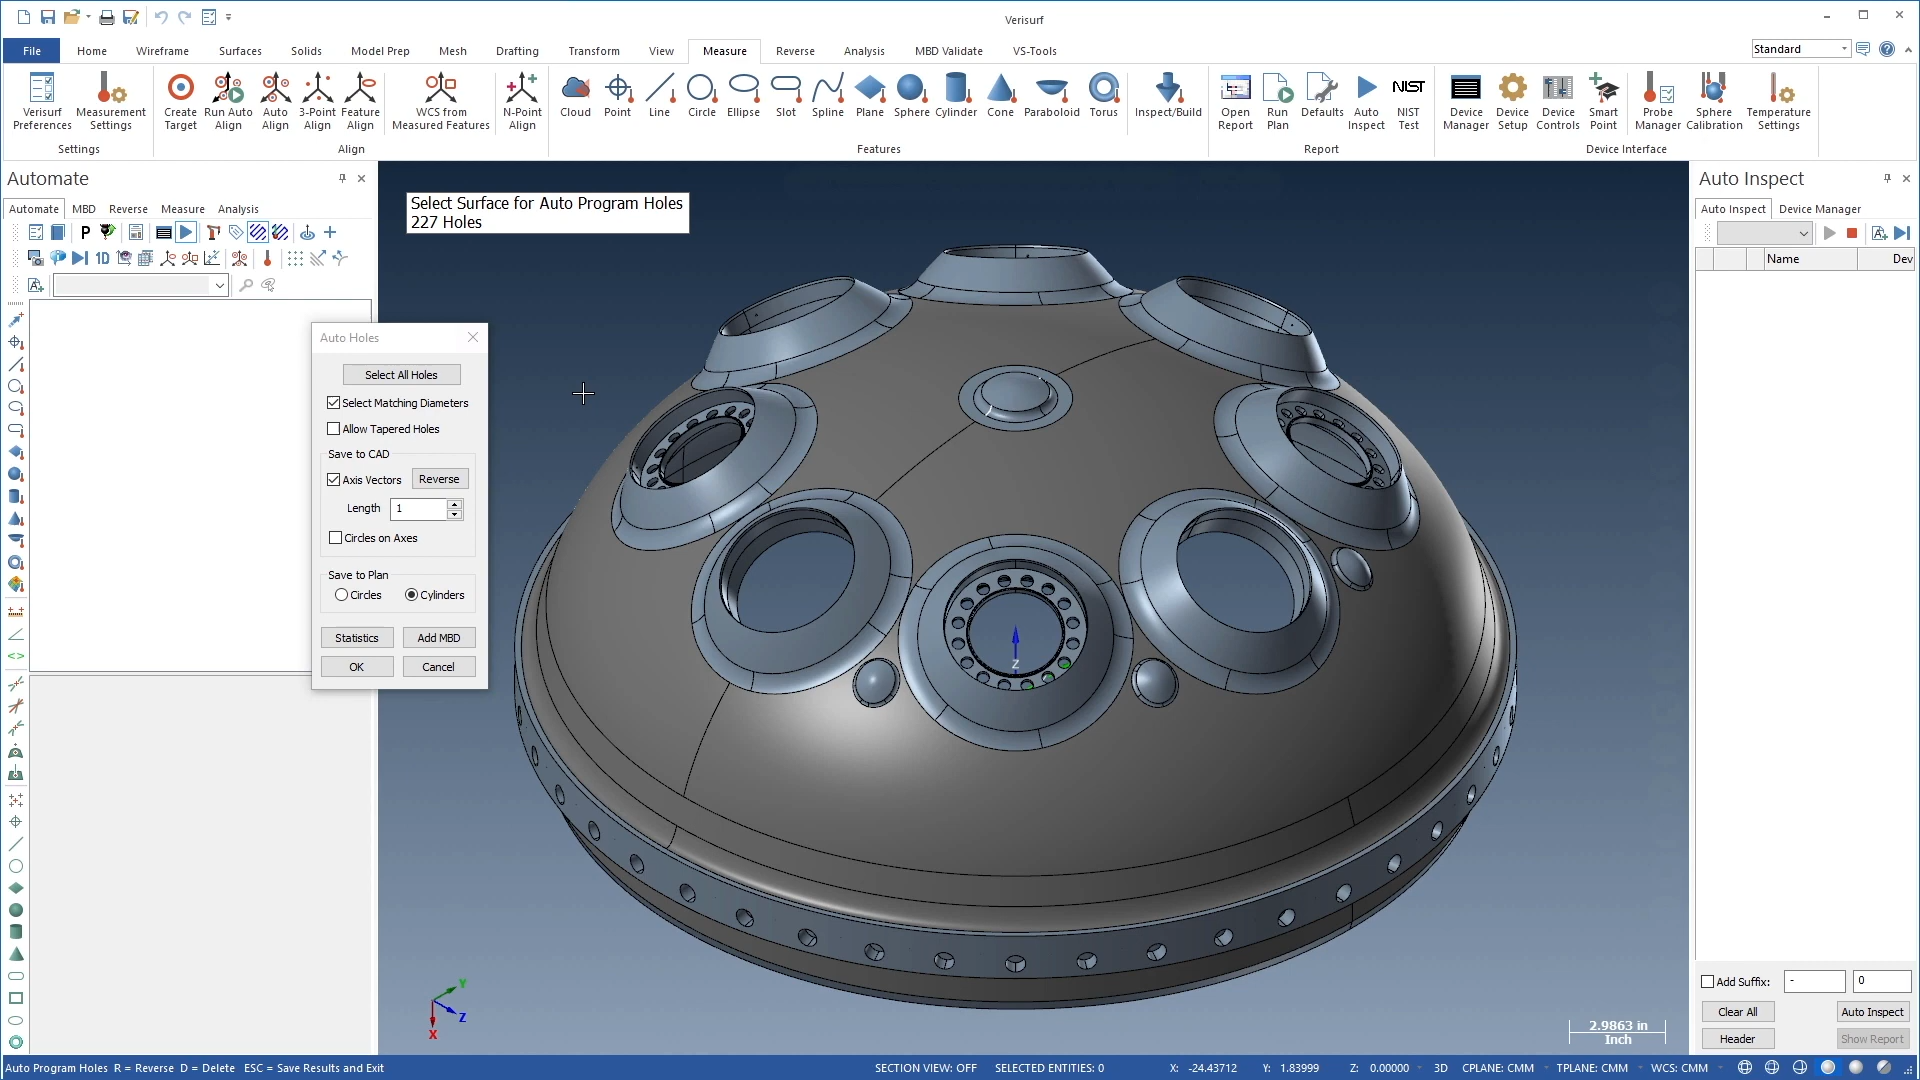 Verisurf
File Home Wireframe Surfaces Solids Model Prep Mesh Drafting Transform View Measure Reverse Analysis MBD Validate VS-Tools Standard
Verisurf Preferences
Measurement Settings
Settings
Create Target
Run Auto Align
Auto Align
3-Point Align
Feature Align
WCS from Measured Features
N-Point Align
Align
Cloud Point Line Circle Ellipse Slot Spline Plane Sphere Cylinder Cone Paraboloid Torus
Features
Inspect/Build
Open Report
Run Plan
Defaults
Auto Inspect
NIST
NIST Test
Report
Device Manager
Device Setup
Device Controls
Smart Point
Probe Manager
Sphere Calibration
Temperature Settings
Device Interface
Automate
Automate MBD Reverse Measure Analysis
P
1D
Select Surface for Auto Program Holes
227 Holes
Auto Holes
Select All Holes
Select Matching Diameters
Allow Tapered Holes
Save to CAD
Axis Vectors Reverse
Length 1
Circles on Axes
Save to Plan
Circles Cylinders
Statistics Add MBD
OK Cancel
Z
Y
Z
X
2.9863 in
Inch
Auto Inspect
Auto Inspect Device Manager
Name Dev
Add Suffix: - 0
Clear All Auto Inspect
Header Show Report
Auto Program Holes R = Reverse D = Delete ESC = Save Results and Exit SECTION VIEW: OFF SELECTED ENTITIES: 0 X: -24.43712 Y: 1.83999 Z: 0.00000 3D CPLANE: CMM TPLANE: CMM WCS: CMM